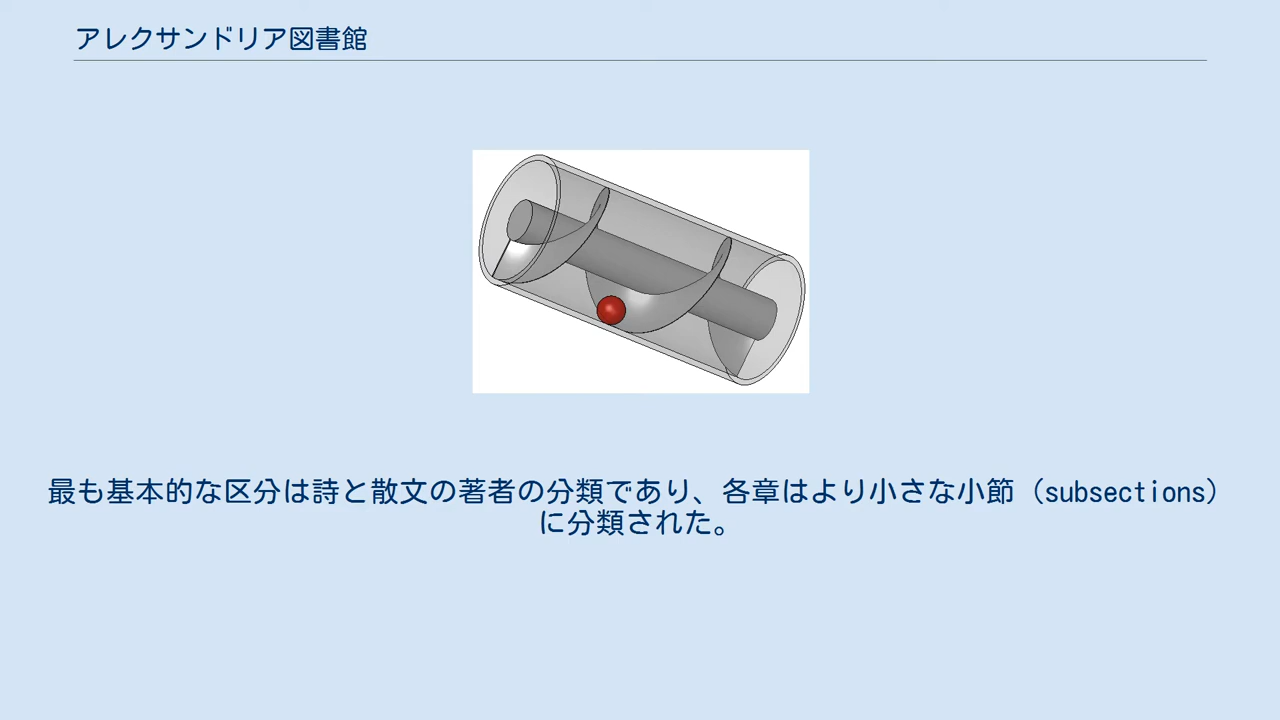 アレクサンドリア図書館
最も基本的な区分は詩と散文の著者の分類であり、各章はより小さな小節（subsections）
に分類された。